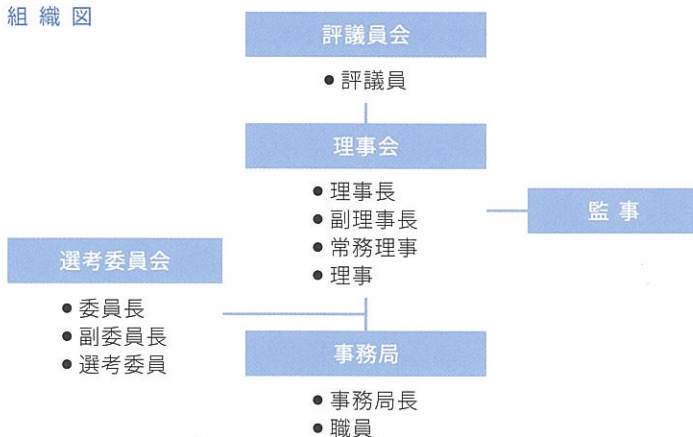 組織図
評議員会
● 評議員
理事会
● 理事長
● 副理事長
● 常務理事
● 理事
監事
選考委員会
● 委員長
● 副委員長
● 選考委員
事務局
● 事務局長
● 職員